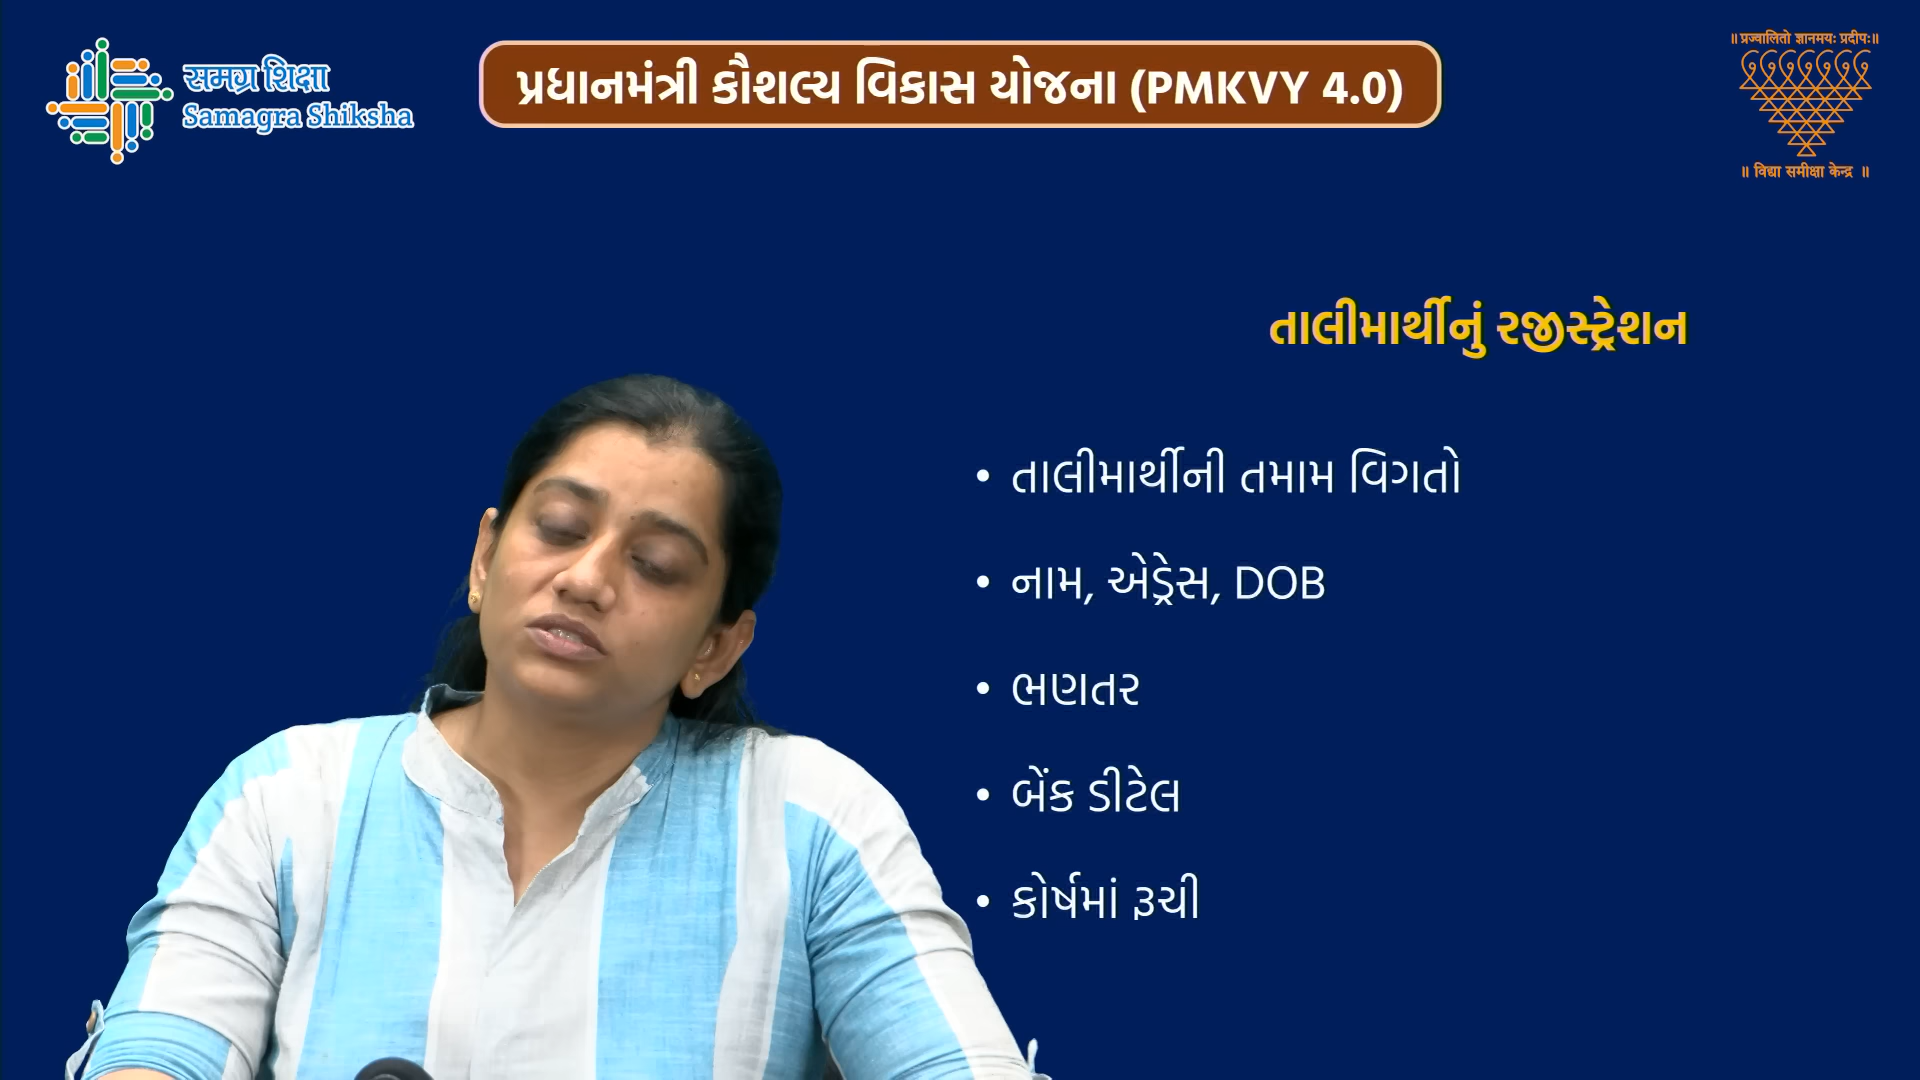 समग्र शिक्षा
Samagra Shiksha
પ્રધાનમંત્રી કૌશલ્ય વિકાસ યોજના (PMKVY 4.0)
॥ प्रज्वालितो ज्ञानमयः प्रदीपः॥
॥ विद्या समीक्षा केन्द्र ॥
તાલીમાર્થીનું રજીસ્ટ્રેશન
• તાલીમાર્થીની તમામ વિગતો
• નામ, એડ્રેસ, DOB
• ભણતર
• બેંક ડીટેલ
• કોર્ષમાં રૂચી